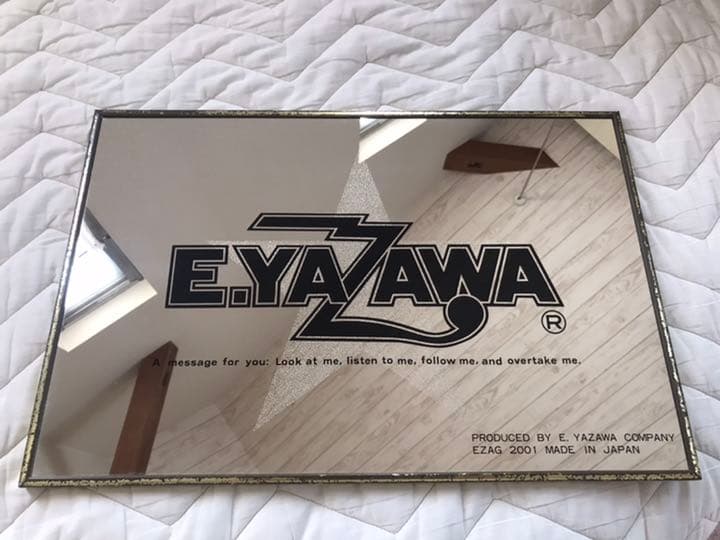 E.YAZAWA
®
A message for you: Look at me, listen to me, follow me, and overtake me.
PRODUCED BY E. YAZAWA COMPANY
EZAG 2001 MADE IN JAPAN